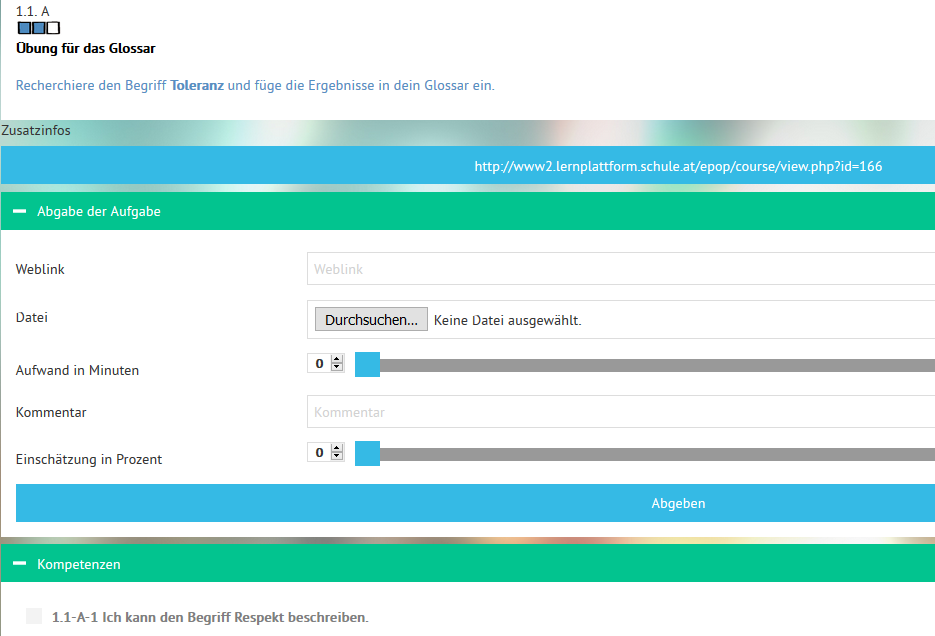 1.1. A
Übung für das Glossar
Recherchiere den Begriff Toleranz und füge die Ergebnisse in dein Glossar ein.
Zusatzinfos
http://www2.lernplattform.schule.at/epop/course/view.php?id=166
Abgabe der Aufgabe
Weblink Weblink
Datei Durchsuchen... Keine Datei ausgewählt.
Aufwand in Minuten 0
Kommentar Kommentar
Einschätzung in Prozent 0
Abgeben
Kompetenzen
1.1-A-1 Ich kann den Begriff Respekt beschreiben.